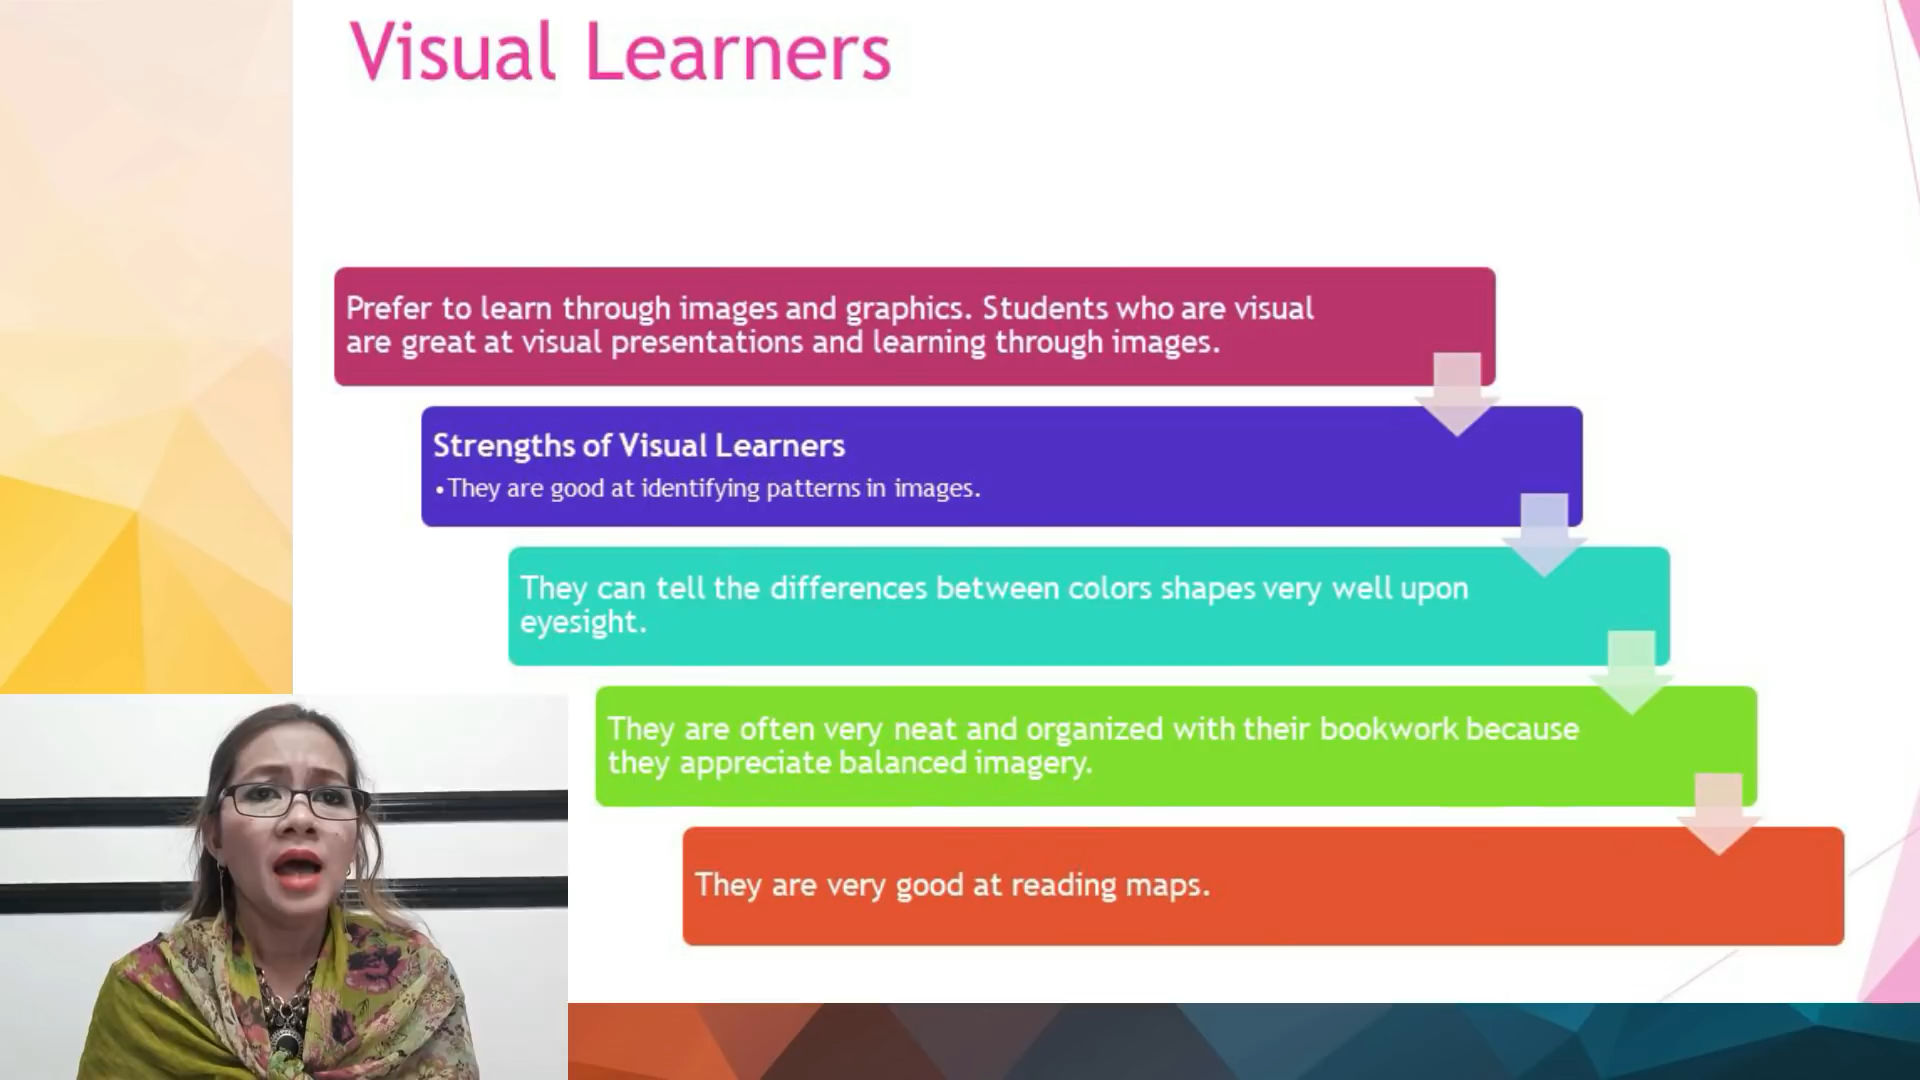 Visual Learners
Prefer to learn through images and graphics. Students who are visual
are great at visual presentations and learning through images.
Strengths of Visual Learners
•They are good at identifying patterns in images.
They can tell the differences between colors shapes very well upon
eyesight.
They are often very neat and organized with their bookwork because
they appreciate balanced imagery.
They are very good at reading maps.